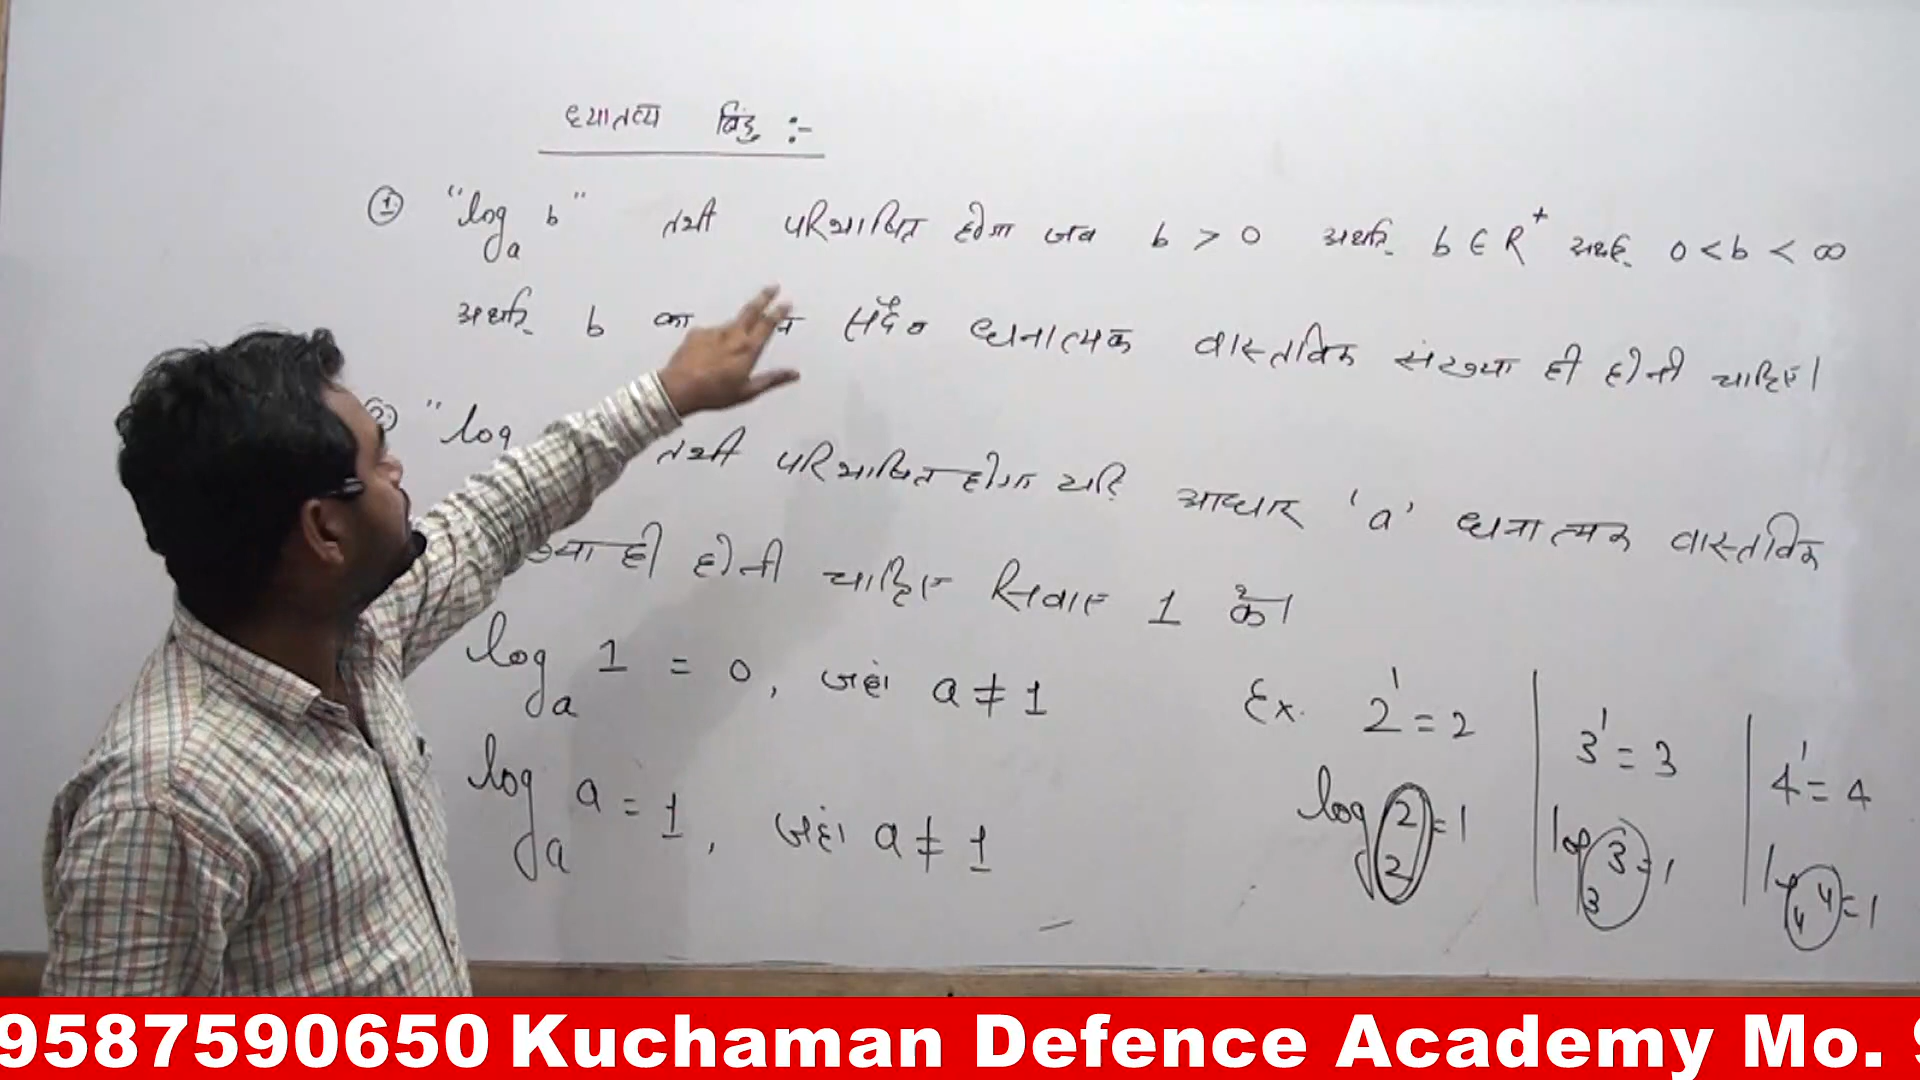 ध्यातव्य बिंदु :-
① "log_a b" तभी परिभाषित होगा जब b > 0 अर्थात् b ∈ R⁺ अर्थात् 0 < b < ∞
अर्थात् b का सदैव धनात्मक वास्तविक संख्या ही होनी चाहिए।
② "log तभी परिभाषित होगा यदि आधार 'a' धनात्मक वास्तविक
ख्या ही होनी चाहिए सिवाए 1 के।
log_a 1 = 0, जहां a ≠ 1
log_a a = 1, जहां a ≠ 1
Ex. 2¹ = 2
log_2 2 = 1
3¹ = 3
log_3 3 = 1
4¹ = 4
log_4 4 = 1
9587590650 Kuchaman Defence Academy Mo. 9